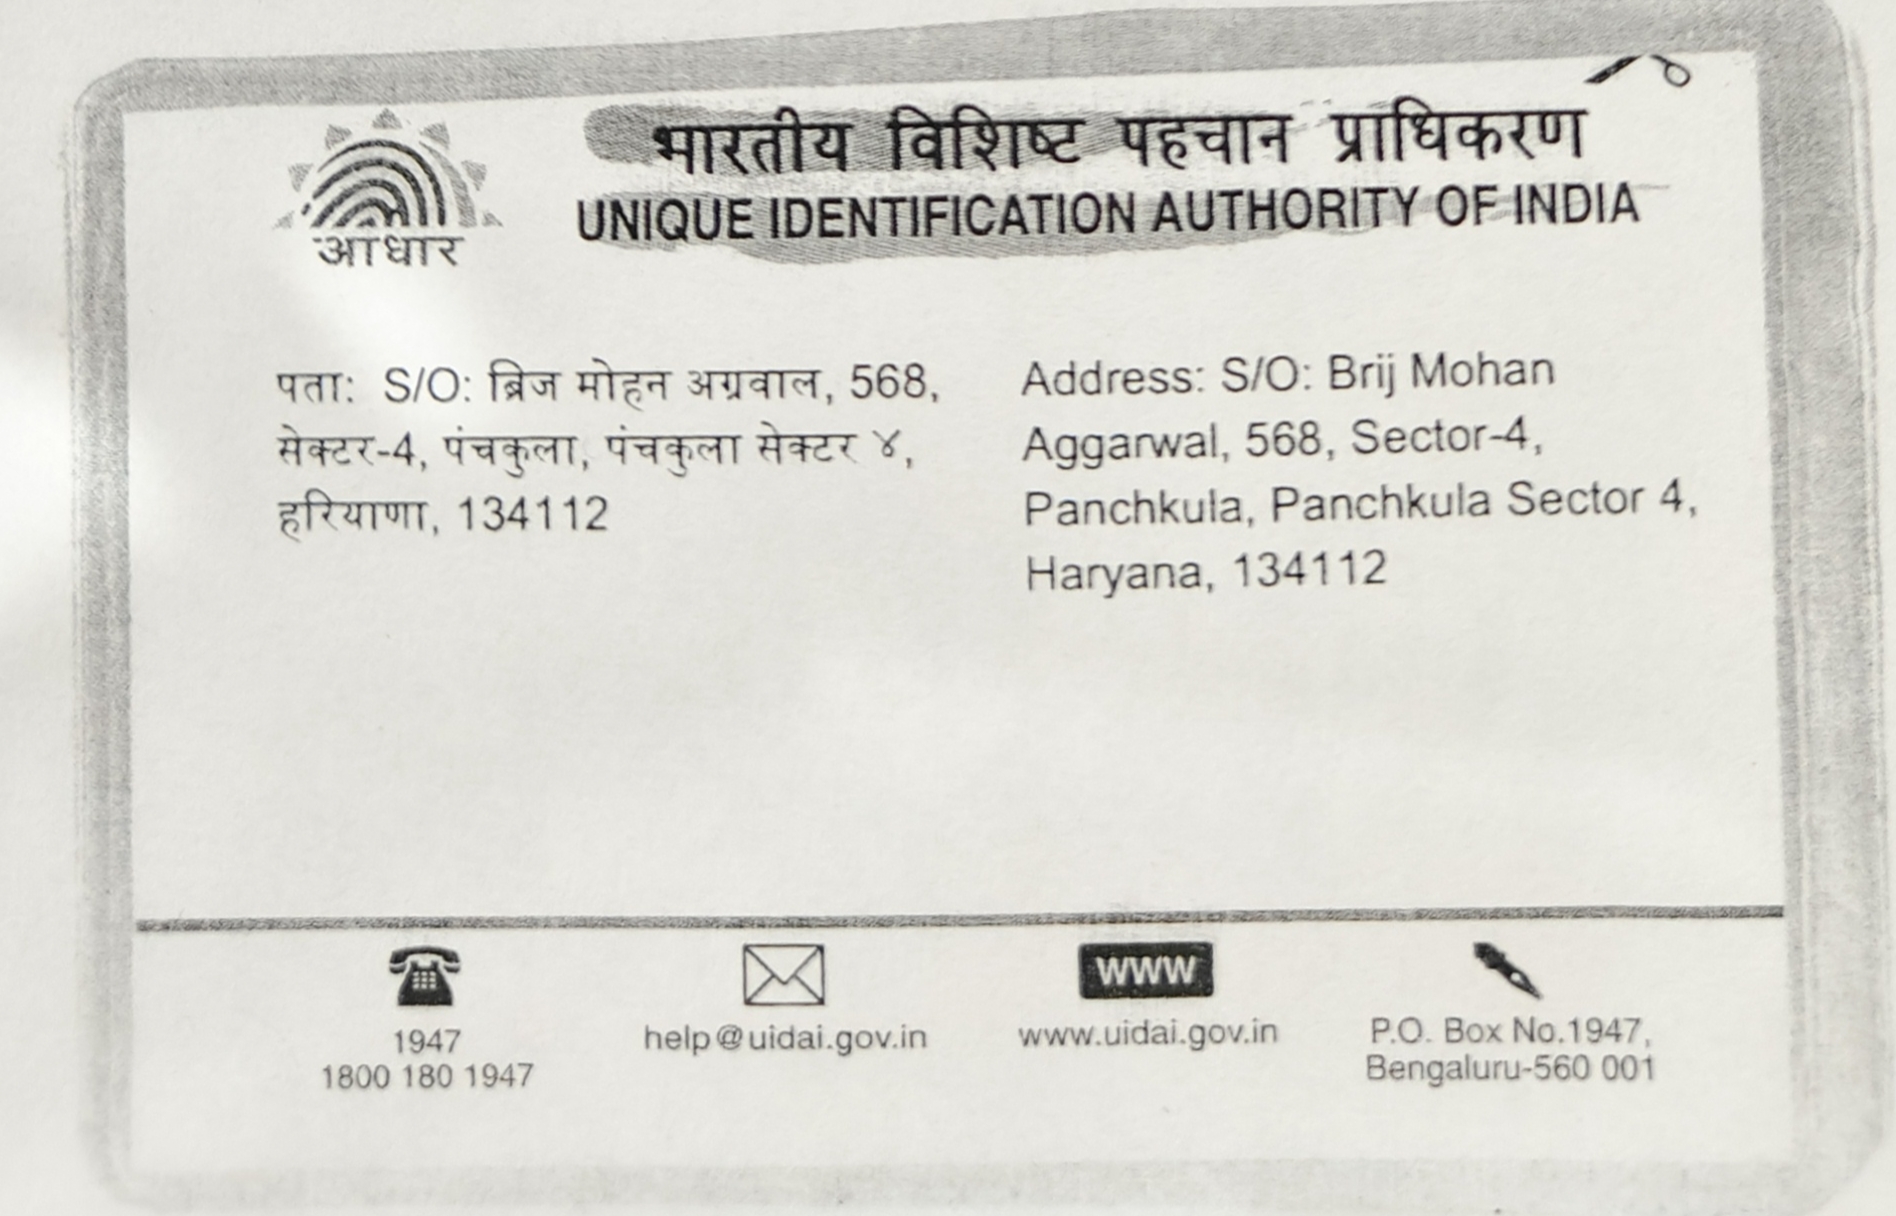 भारतीय विशिष्ट पहचान प्राधिकरण
UNIQUE IDENTIFICATION AUTHORITY OF INDIA
आधार
पता: S/O: ब्रिज मोहन अग्रवाल, 568,
सेक्टर-4, पंचकुला, पंचकुला सेक्टर ४,
हरियाणा, 134112
Address: S/O: Brij Mohan
Aggarwal, 568, Sector-4,
Panchkula, Panchkula Sector 4,
Haryana, 134112
1947
1800 180 1947
help@uidai.gov.in
WWW
www.uidai.gov.in
P.O. Box No.1947,
Bengaluru-560 001